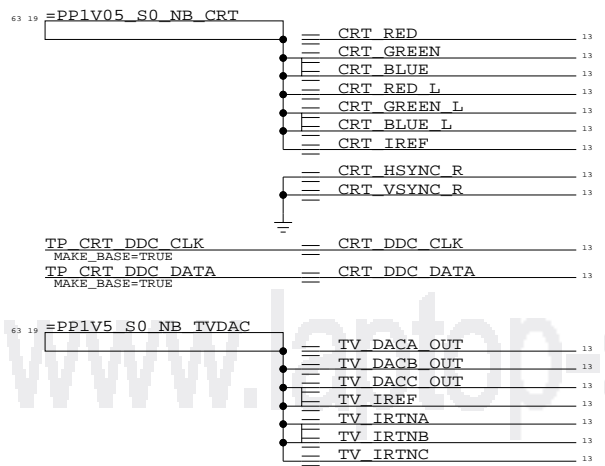 63 19 =PP1V05_S0_NB_CRT
CRT_RED 13
CRT_GREEN 13
CRT_BLUE 13
CRT_RED_L 13
CRT_GREEN_L 13
CRT_BLUE_L 13
CRT_IREF 13
CRT_HSYNC_R 13
CRT_VSYNC_R 13
TP_CRT_DDC_CLK CRT_DDC_CLK 13
MAKE_BASE=TRUE
TP_CRT_DDC_DATA CRT_DDC_DATA 13
MAKE_BASE=TRUE
63 19 =PP1V5_S0_NB_TVDAC
TV_DACA_OUT 13
TV_DACB_OUT 13
TV_DACC_OUT 13
TV_IREF 13
TV_IRTNA 13
TV_IRTNB 13
TV_IRTNC 13
www.laptop-